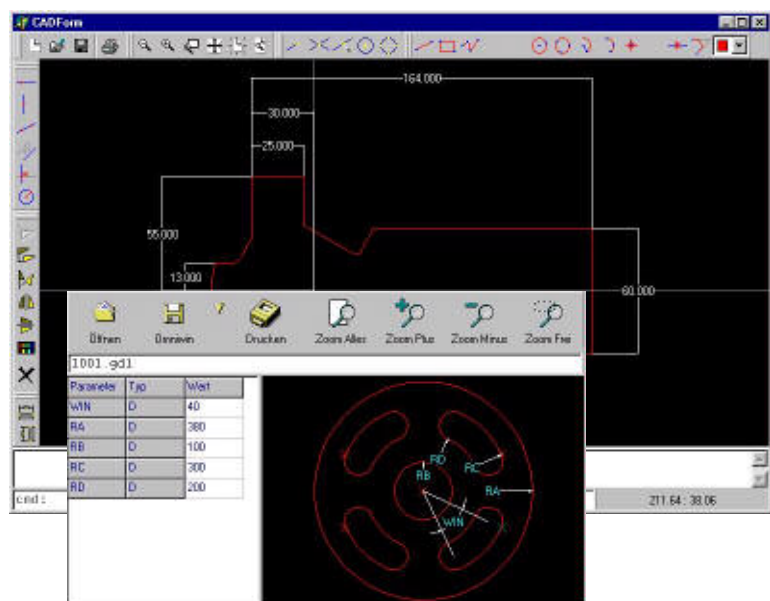 CADForm
164.000
30.000
25.000
55.000
13.000
60.000
Öffnen
Omniwin
Drucken
Zoom Alles
Zoom Plus
Zoom Minus
Zoom Frei
1001.gdl
Parameter Typ Wert
WIN D 40
RA D 380
RB D 100
RC D 300
RD D 200
RD
RC
RB
RA
WIN
cmd:
211.64 : 38.06